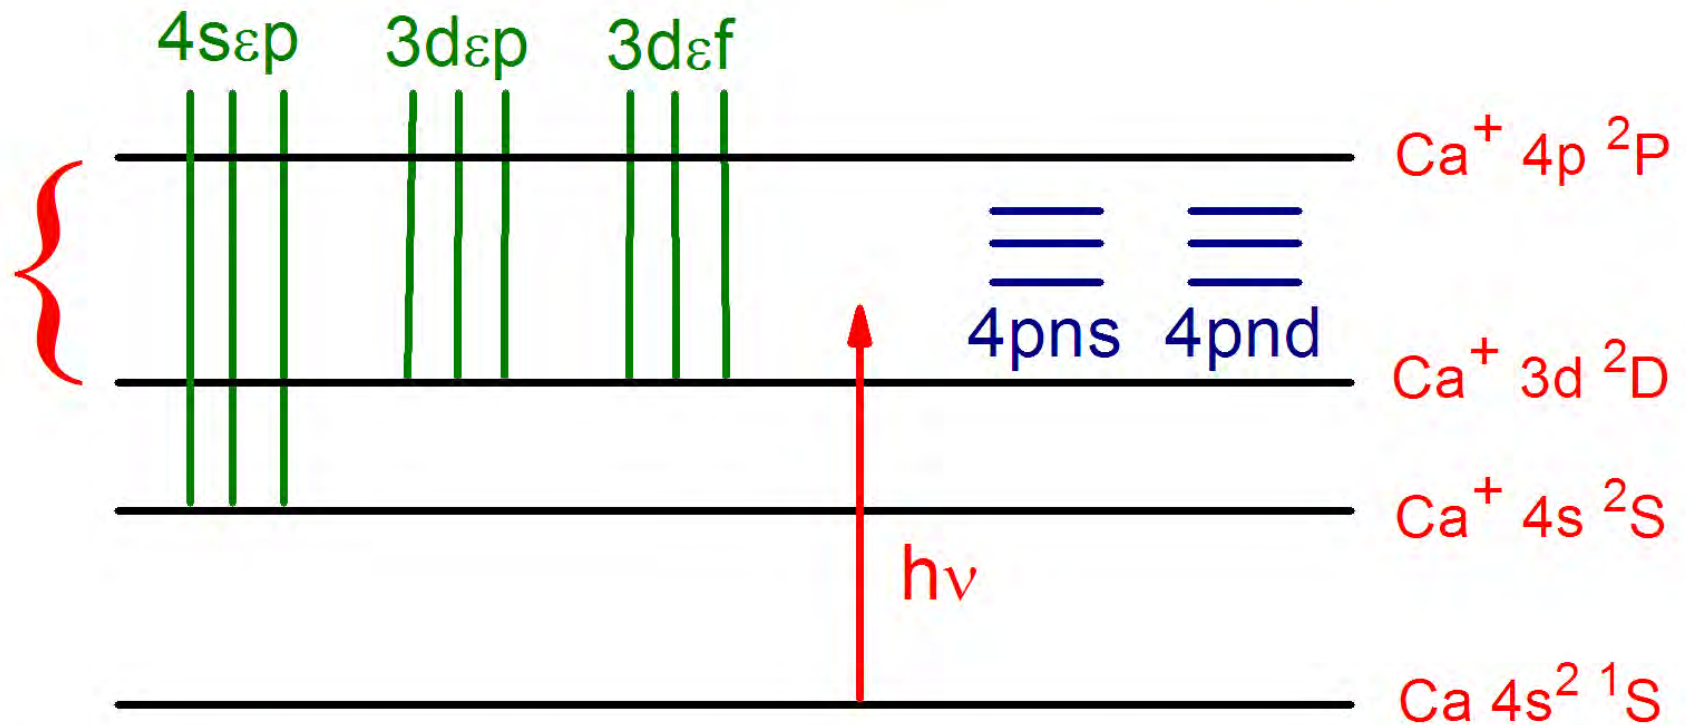 4sεp 3dεp 3dεf
Ca⁺ 4p ²P
4pns 4pnd
Ca⁺ 3d ²D
Ca⁺ 4s ²S
hν
Ca 4s² ¹S